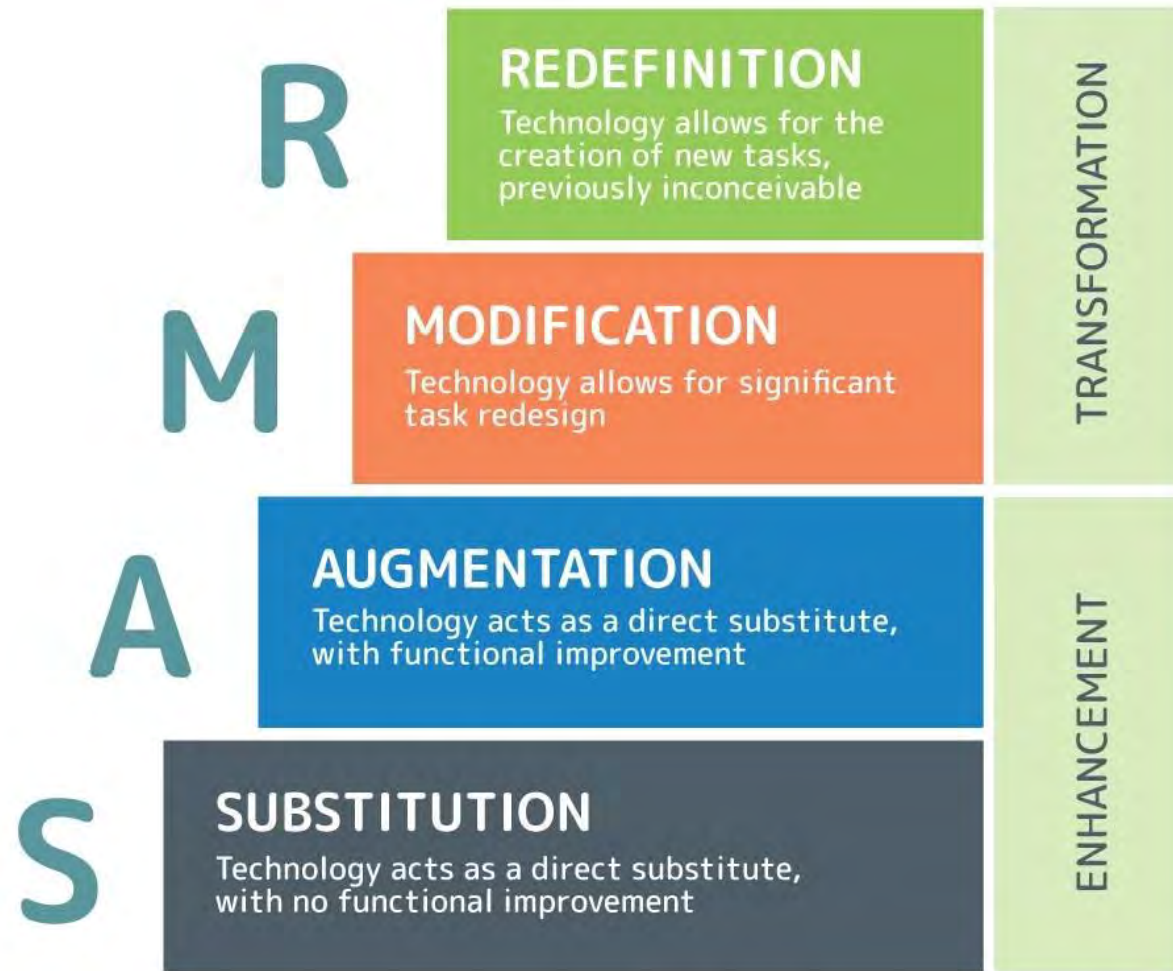 R
REDEFINITION
Technology allows for the
creation of new tasks,
previously inconceivable
M
MODIFICATION
Technology allows for significant
task redesign
TRANSFORMATION
A
AUGMENTATION
Technology acts as a direct substitute,
with functional improvement
S
SUBSTITUTION
Technology acts as a direct substitute,
with no functional improvement
ENHANCEMENT